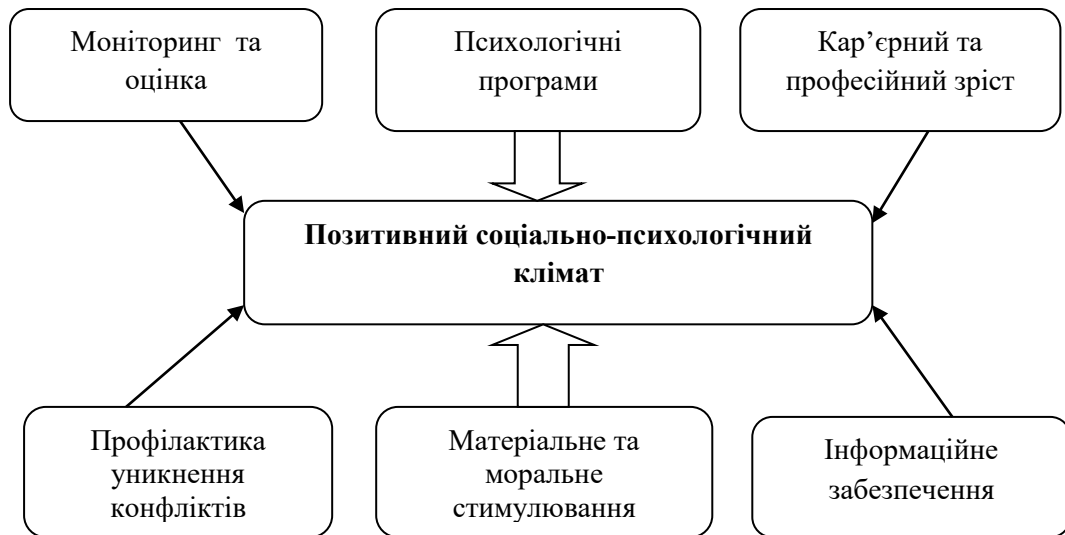 Моніторинг та
оцінка
Психологічні
програми
Кар’єрний та
професійний зріст
Позитивний соціально-психологічний
клімат
Профілактика
уникнення
конфліктів
Матеріальне та
моральне
стимулювання
Інформаційне
забезпечення